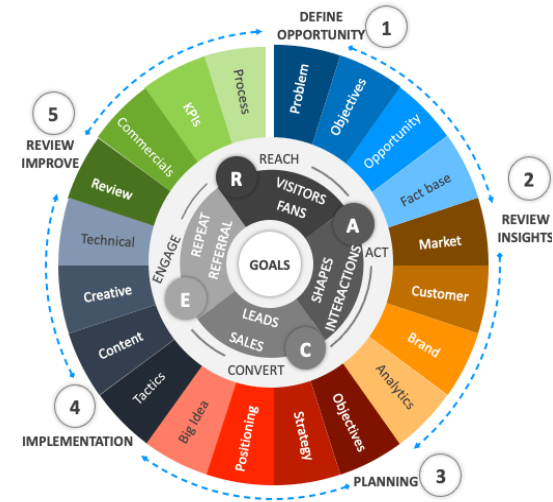 DEFINE
OPPORTUNITY
1
Problem
Objectives
Opportunity
Fact base
2
REVIEW
INSIGHTS
Market
Customer
Brand
Analytics
3
PLANNING
Objectives
Strategy
Positioning
Big Idea
4
IMPLEMENTATION
Tactics
Content
Creative
Technical
5
REVIEW
IMPROVE
Review
Commercials
KPIs
Process
REACH
R
VISITORS
FANS
ACT
A
SHAPES
INTERACTIONS
CONVERT
C
LEADS
SALES
ENGAGE
E
REPEAT
REFERRAL
GOALS